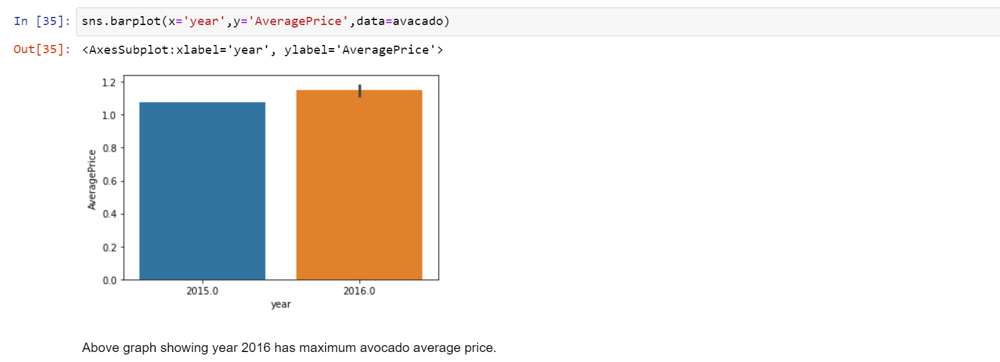 In [35]: sns.barplot(x='year',y='AveragePrice',data=avacado)
Out[35]: <AxesSubplot:xlabel='year', ylabel='AveragePrice'>
1.2
1.0
0.8
0.6
0.4
0.2
0.0
AveragePrice
2015.0 2016.0
year
Above graph showing year 2016 has maximum avocado average price.